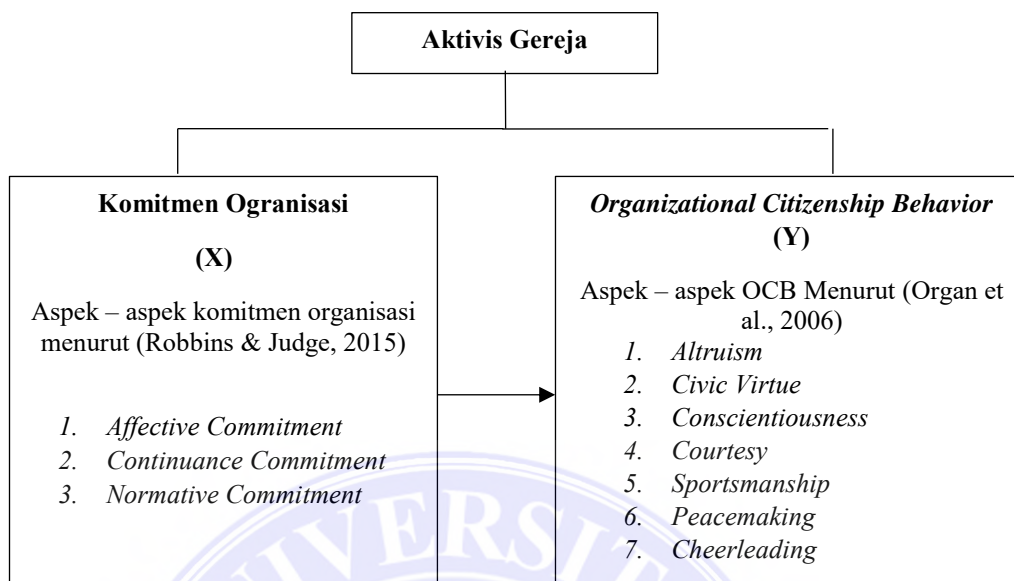 Aktivis Gereja
Komitmen Ogranisasi
(X)
Aspek – aspek komitmen organisasi
menurut (Robbins & Judge, 2015)
1. Affective Commitment
2. Continuance Commitment
3. Normative Commitment
Organizational Citizenship Behavior
(Y)
Aspek – aspek OCB Menurut (Organ et
al., 2006)
1. Altruism
2. Civic Virtue
3. Conscientiousness
4. Courtesy
5. Sportsmanship
6. Peacemaking
7. Cheerleading